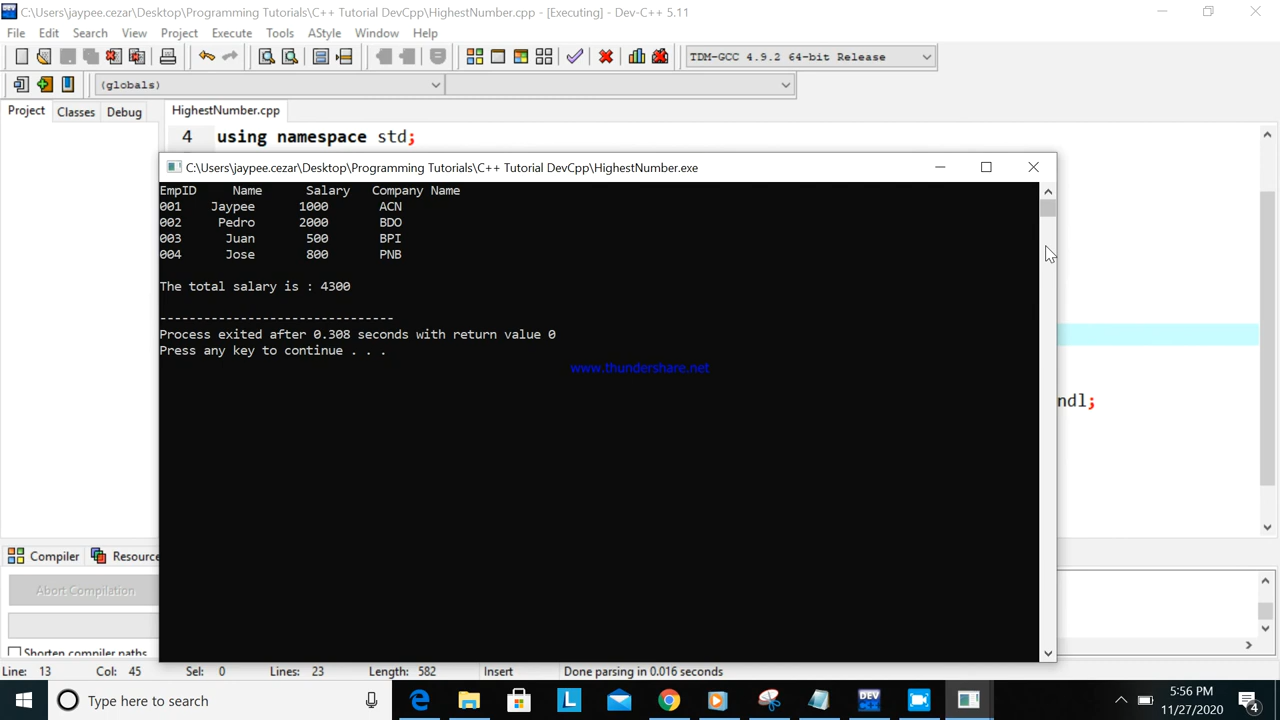 C:\Users\jaypee.cezar\Desktop\Programming Tutorials\C++ Tutorial DevCpp\HighestNumber.cpp - [Executing] - Dev-C++ 5.11
File Edit Search View Project Execute Tools AStyle Window Help
TDM-GCC 4.9.2 64-bit Release
(globals)
Project Classes Debug HighestNumber.cpp
4 using namespace std;
C:\Users\jaypee.cezar\Desktop\Programming Tutorials\C++ Tutorial DevCpp\HighestNumber.exe
EmpID Name Salary Company Name
001 Jaypee 1000 ACN
002 Pedro 2000 BDO
003 Juan 500 BPI
004 Jose 800 PNB
The total salary is : 4300
--------------------------------
Process exited after 0.308 seconds with return value 0
Press any key to continue . . .
www.thundershare.net
ndl;
Compiler Resource
Abort Compilation
Shorten compiler paths
Line: 13 Col: 45 Sel: 0 Lines: 23 Length: 582 Insert Done parsing in 0.016 seconds
Type here to search
L
DEV
5:56 PM
11/27/2020
4